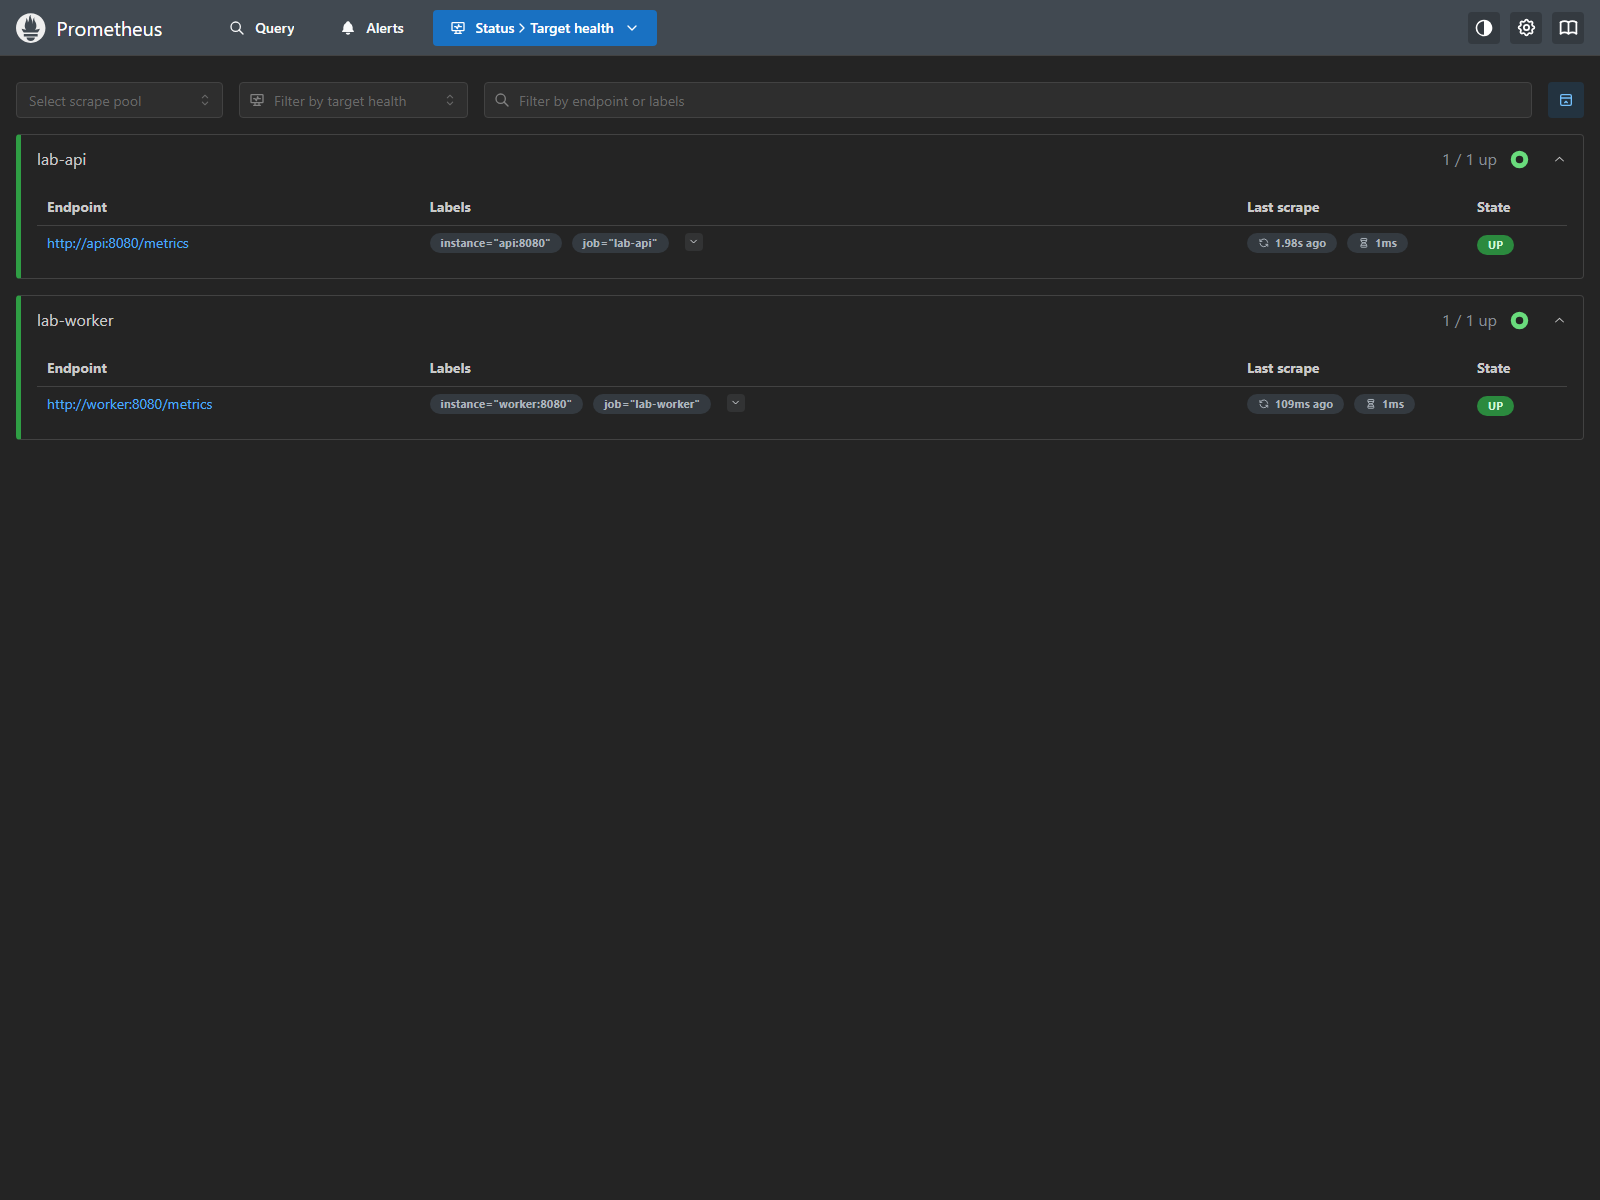 Prometheus Query Alerts Status > Target health
Select scrape pool Filter by target health Filter by endpoint or labels
lab-api 1 / 1 up
Endpoint Labels Last scrape State
http://api:8080/metrics instance="api:8080" job="lab-api" 1.98s ago 1ms UP
lab-worker 1 / 1 up
Endpoint Labels Last scrape State
http://worker:8080/metrics instance="worker:8080" job="lab-worker" 109ms ago 1ms UP